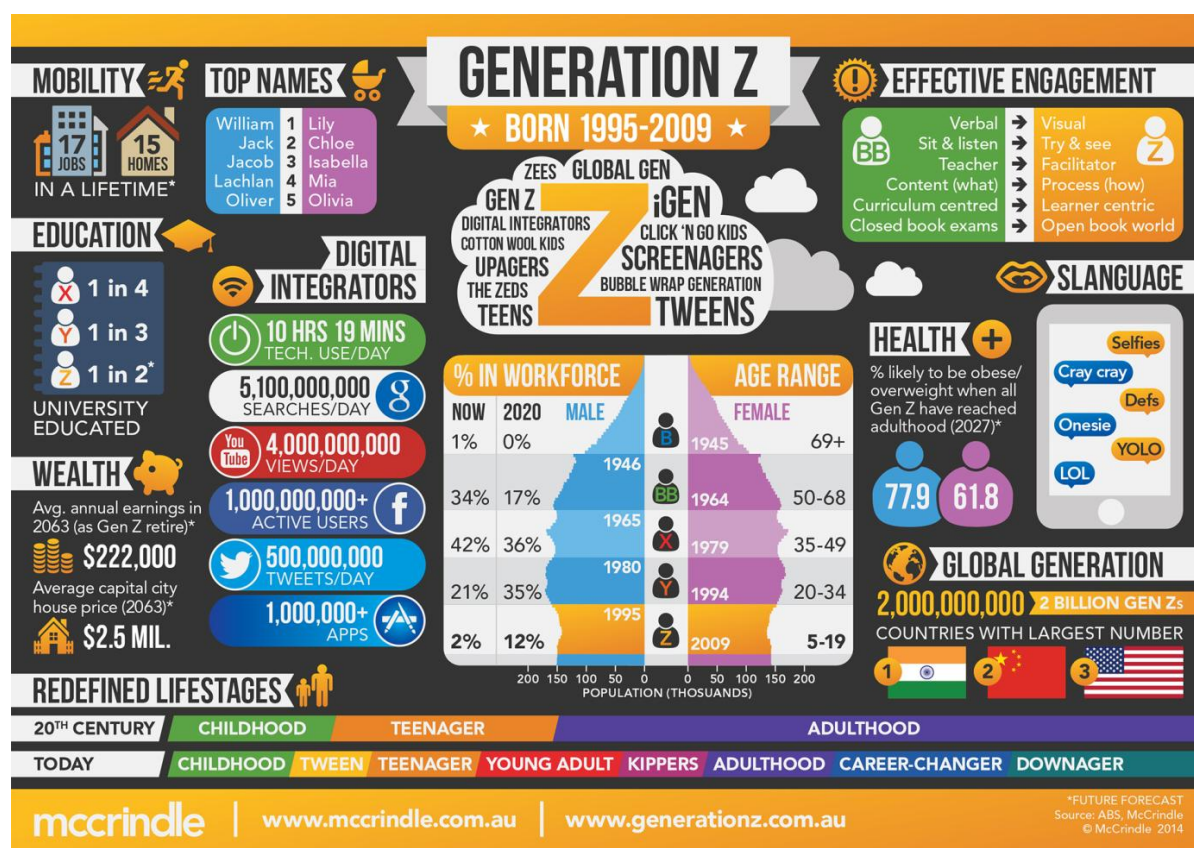 GENERATION Z
BORN 1995-2009
MOBILITY
17
JOBS
15
HOMES
IN A LIFETIME*
TOP NAMES
William 1 Lily
Jack 2 Chloe
Jacob 3 Isabella
Lachlan 4 Mia
Oliver 5 Olivia
EDUCATION
X 1 in 4
Y 1 in 3
Z 1 in 2*
UNIVERSITY
EDUCATED
WEALTH
Avg. annual earnings in
2063 (as Gen Z retire)*
$222,000
Average capital city
house price (2063)*
$2.5 MIL.
DIGITAL
INTEGRATORS
10 HRS 19 MINS
TECH. USE/DAY
5,100,000,000
SEARCHES/DAY
g
You
Tube
4,000,000,000
VIEWS/DAY
1,000,000,000+
ACTIVE USERS
f
500,000,000
TWEETS/DAY
1,000,000+
APPS
ZEES GLOBAL GEN
GEN Z
DIGITAL INTEGRATORS
COTTON WOOL KIDS
UPAGERS
THE ZEDS
TEENS
Z
iGEN
CLICK 'N GO KIDS
SCREENAGERS
BUBBLE WRAP GENERATION
TWEENS
% IN WORKFORCE AGE RANGE
NOW 2020 MALE FEMALE
1% 0% B 1945 69+
1946
34% 17% BB 1964 50-68
1965
42% 36% X 1979 35-49
1980
21% 35% Y 1994 20-34
1995
2% 12% Z 2009 5-19
200 150 100 50 0 0 50 100 150 200
POPULATION (THOSUANDS)
EFFECTIVE ENGAGEMENT
BB
Z
Verbal Visual
Sit & listen Try & see
Teacher Facilitator
Content (what) Process (how)
Curriculum centred Learner centric
Closed book exams Open book world
HEALTH
% likely to be obese/
overweight when all
Gen Z have reached
adulthood (2027)*
77.9 61.8
SLANGUAGE
Selfies
Cray cray
Defs
Onesie
YOLO
LOL
GLOBAL GENERATION
2,000,000,000 2 BILLION GEN Zs
COUNTRIES WITH LARGEST NUMBER
1 2 3
REDEFINED LIFESTAGES
20TH CENTURY CHILDHOOD TEENAGER ADULTHOOD
TODAY CHILDHOOD TWEEN TEENAGER YOUNG ADULT KIPPERS ADULTHOOD CAREER-CHANGER DOWNAGER
mccrindle | www.mccrindle.com.au | www.generationz.com.au
*FUTURE FORECAST
Source: ABS, McCrindle
© McCrindle 2014